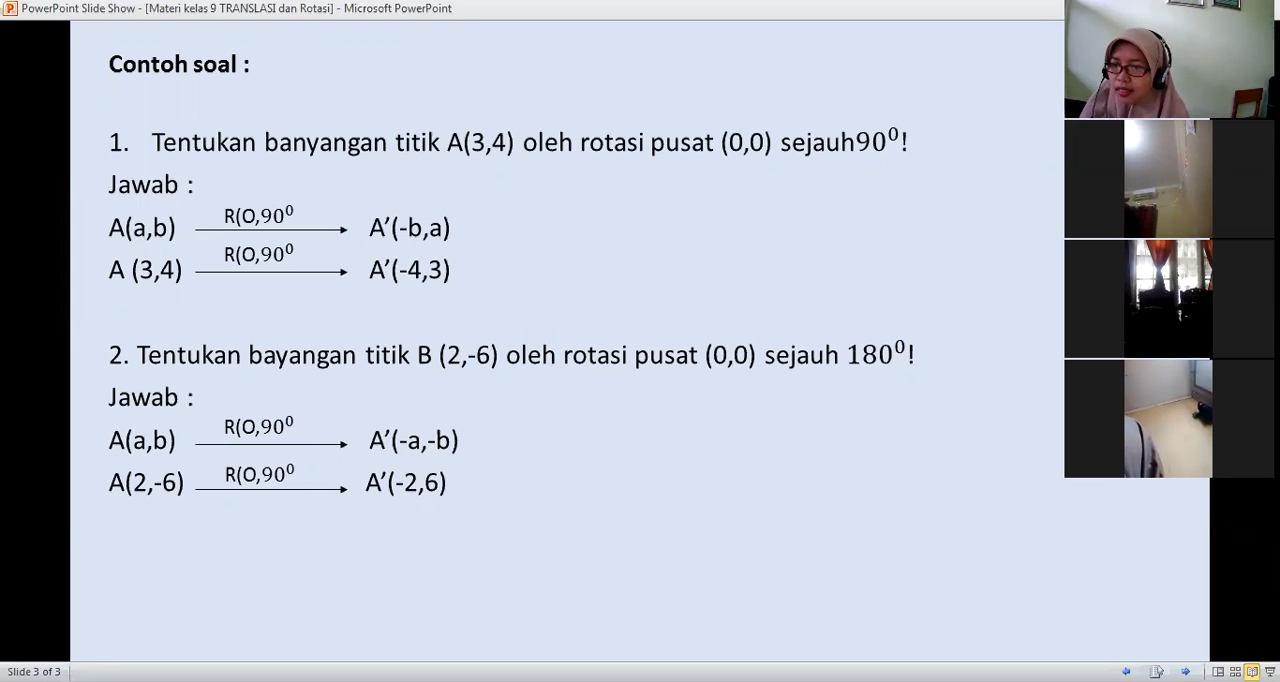 PowerPoint Slide Show - [Materi kelas 9 TRANSLASI dan Rotasi] - Microsoft PowerPoint
Contoh soal :
1. Tentukan banyangan titik A(3,4) oleh rotasi pusat (0,0) sejauh90⁰!
Jawab :
A(a,b) R(O,90⁰ A’(-b,a)
A (3,4) R(O,90⁰ A’(-4,3)
2. Tentukan bayangan titik B (2,-6) oleh rotasi pusat (0,0) sejauh 180⁰!
Jawab :
A(a,b) R(O,90⁰ A’(-a,-b)
A(2,-6) R(O,90⁰ A’(-2,6)
Slide 3 of 3